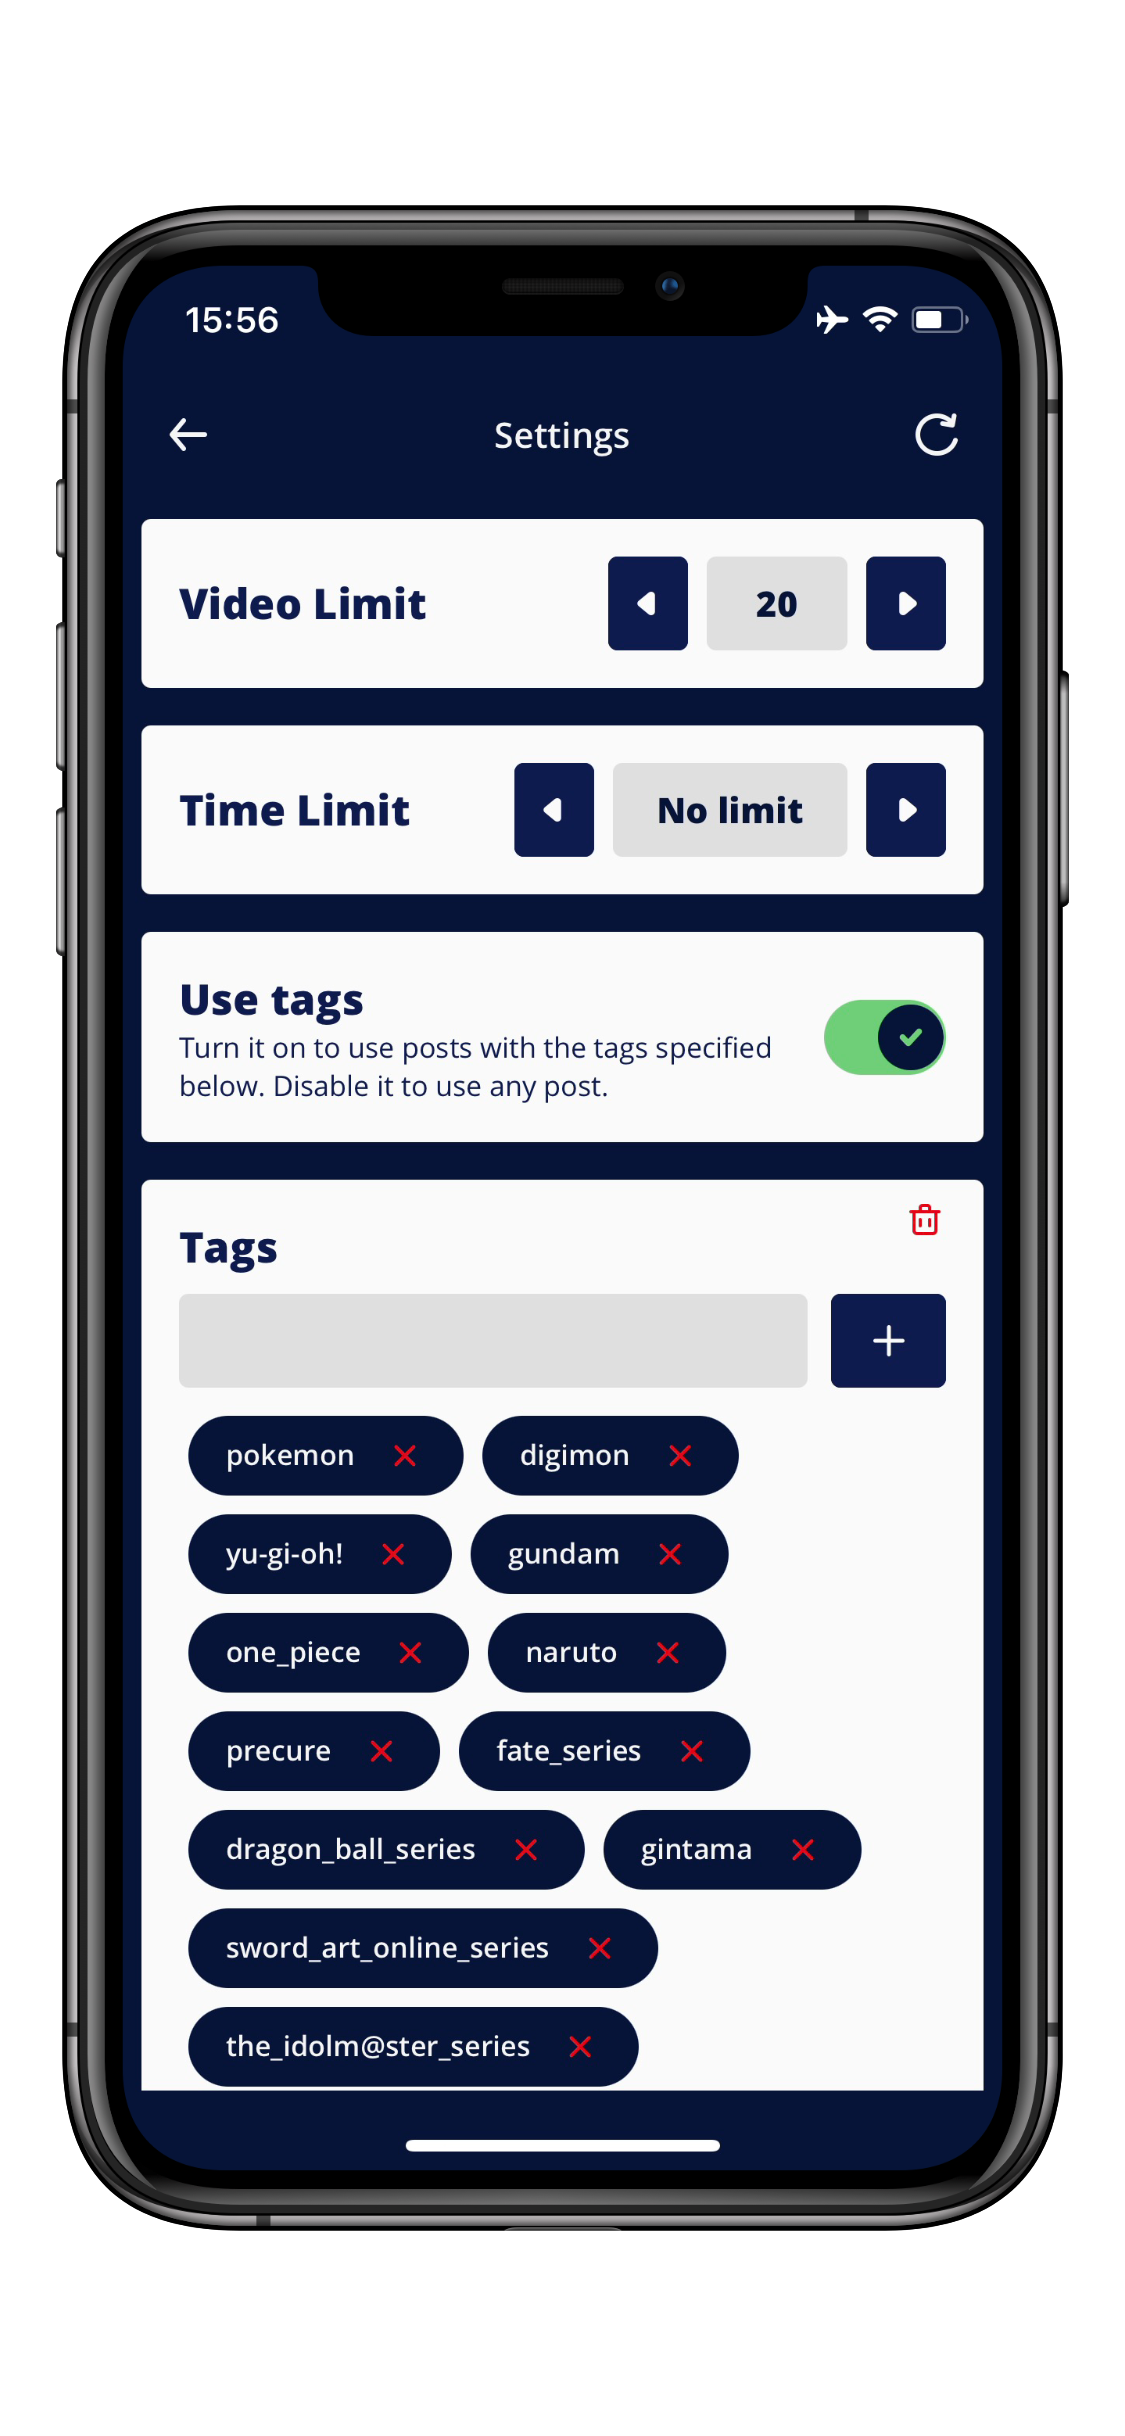 15:56
Settings
Video Limit
20
Time Limit
No limit
Use tags
Turn it on to use posts with the tags specified
below. Disable it to use any post.
Tags
pokemon digimon
yu-gi-oh! gundam
one_piece naruto
precure fate_series
dragon_ball_series gintama
sword_art_online_series
the_idolm@ster_series